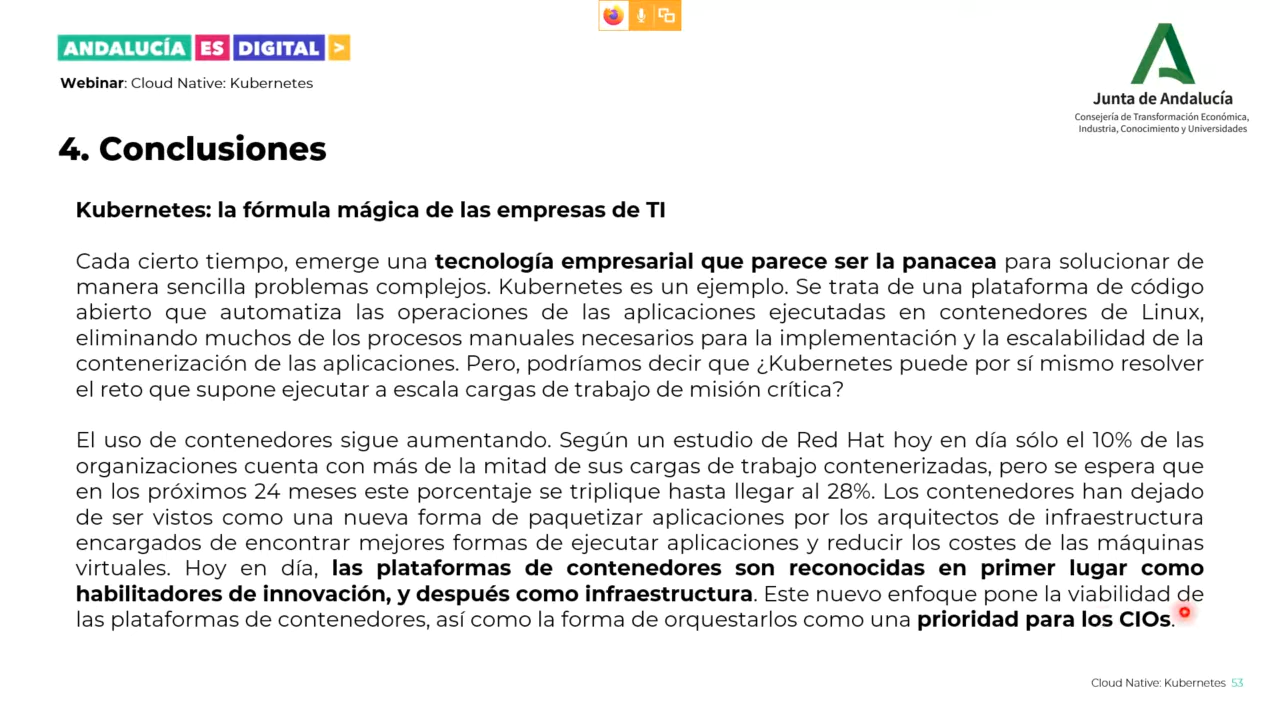 ANDALUCÍA ES DIGITAL >
Webinar: Cloud Native: Kubernetes
Junta de Andalucía
Consejería de Transformación Económica,
Industria, Conocimiento y Universidades
4. Conclusiones
Kubernetes: la fórmula mágica de las empresas de TI
Cada cierto tiempo, emerge una tecnología empresarial que parece ser la panacea para solucionar de
manera sencilla problemas complejos. Kubernetes es un ejemplo. Se trata de una plataforma de código
abierto que automatiza las operaciones de las aplicaciones ejecutadas en contenedores de Linux,
eliminando muchos de los procesos manuales necesarios para la implementación y la escalabilidad de la
contenerización de las aplicaciones. Pero, podríamos decir que ¿Kubernetes puede por sí mismo resolver
el reto que supone ejecutar a escala cargas de trabajo de misión crítica?
El uso de contenedores sigue aumentando. Según un estudio de Red Hat hoy en día sólo el 10% de las
organizaciones cuenta con más de la mitad de sus cargas de trabajo contenerizadas, pero se espera que
en los próximos 24 meses este porcentaje se triplique hasta llegar al 28%. Los contenedores han dejado
de ser vistos como una nueva forma de paquetizar aplicaciones por los arquitectos de infraestructura
encargados de encontrar mejores formas de ejecutar aplicaciones y reducir los costes de las máquinas
virtuales. Hoy en día, las plataformas de contenedores son reconocidas en primer lugar como
habilitadores de innovación, y después como infraestructura. Este nuevo enfoque pone la viabilidad de
las plataformas de contenedores, así como la forma de orquestarlos como una prioridad para los CIOs.
Cloud Native: Kubernetes 53